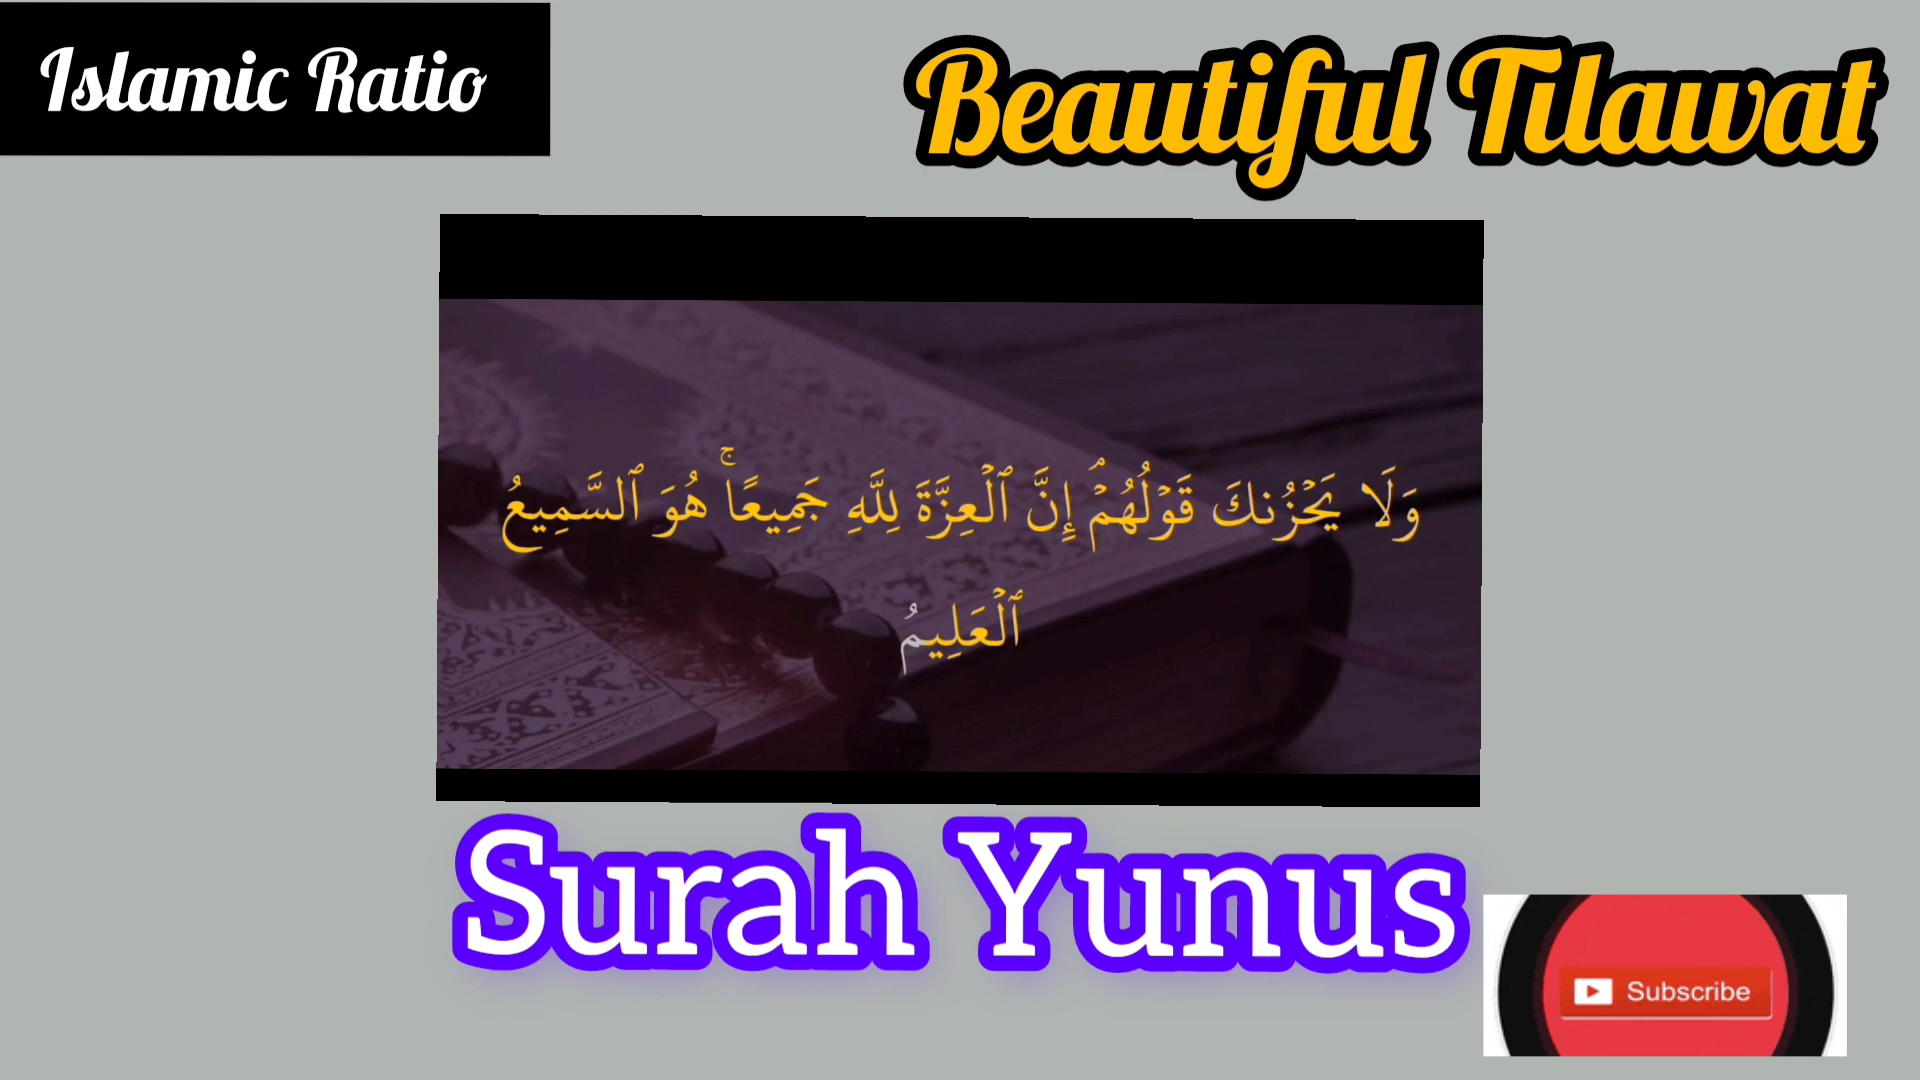 Islamic Ratio
Beautiful Tilawat
وَلَا يَحۡزُنكَ قَوۡلُهُمۡۘ إِنَّ ٱلۡعِزَّةَ لِلَّهِ جَمِيعًاۚ هُوَ ٱلسَّمِيعُ
ٱلۡعَلِيمُ
Surah Yunus
Subscribe